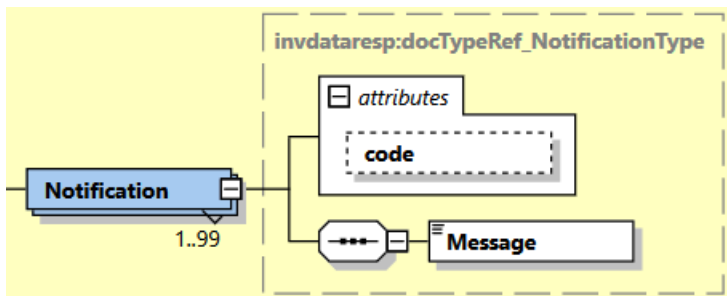 invdataresp:docTypeRef_NotificationType
attributes
code
Notification
1..99
Message